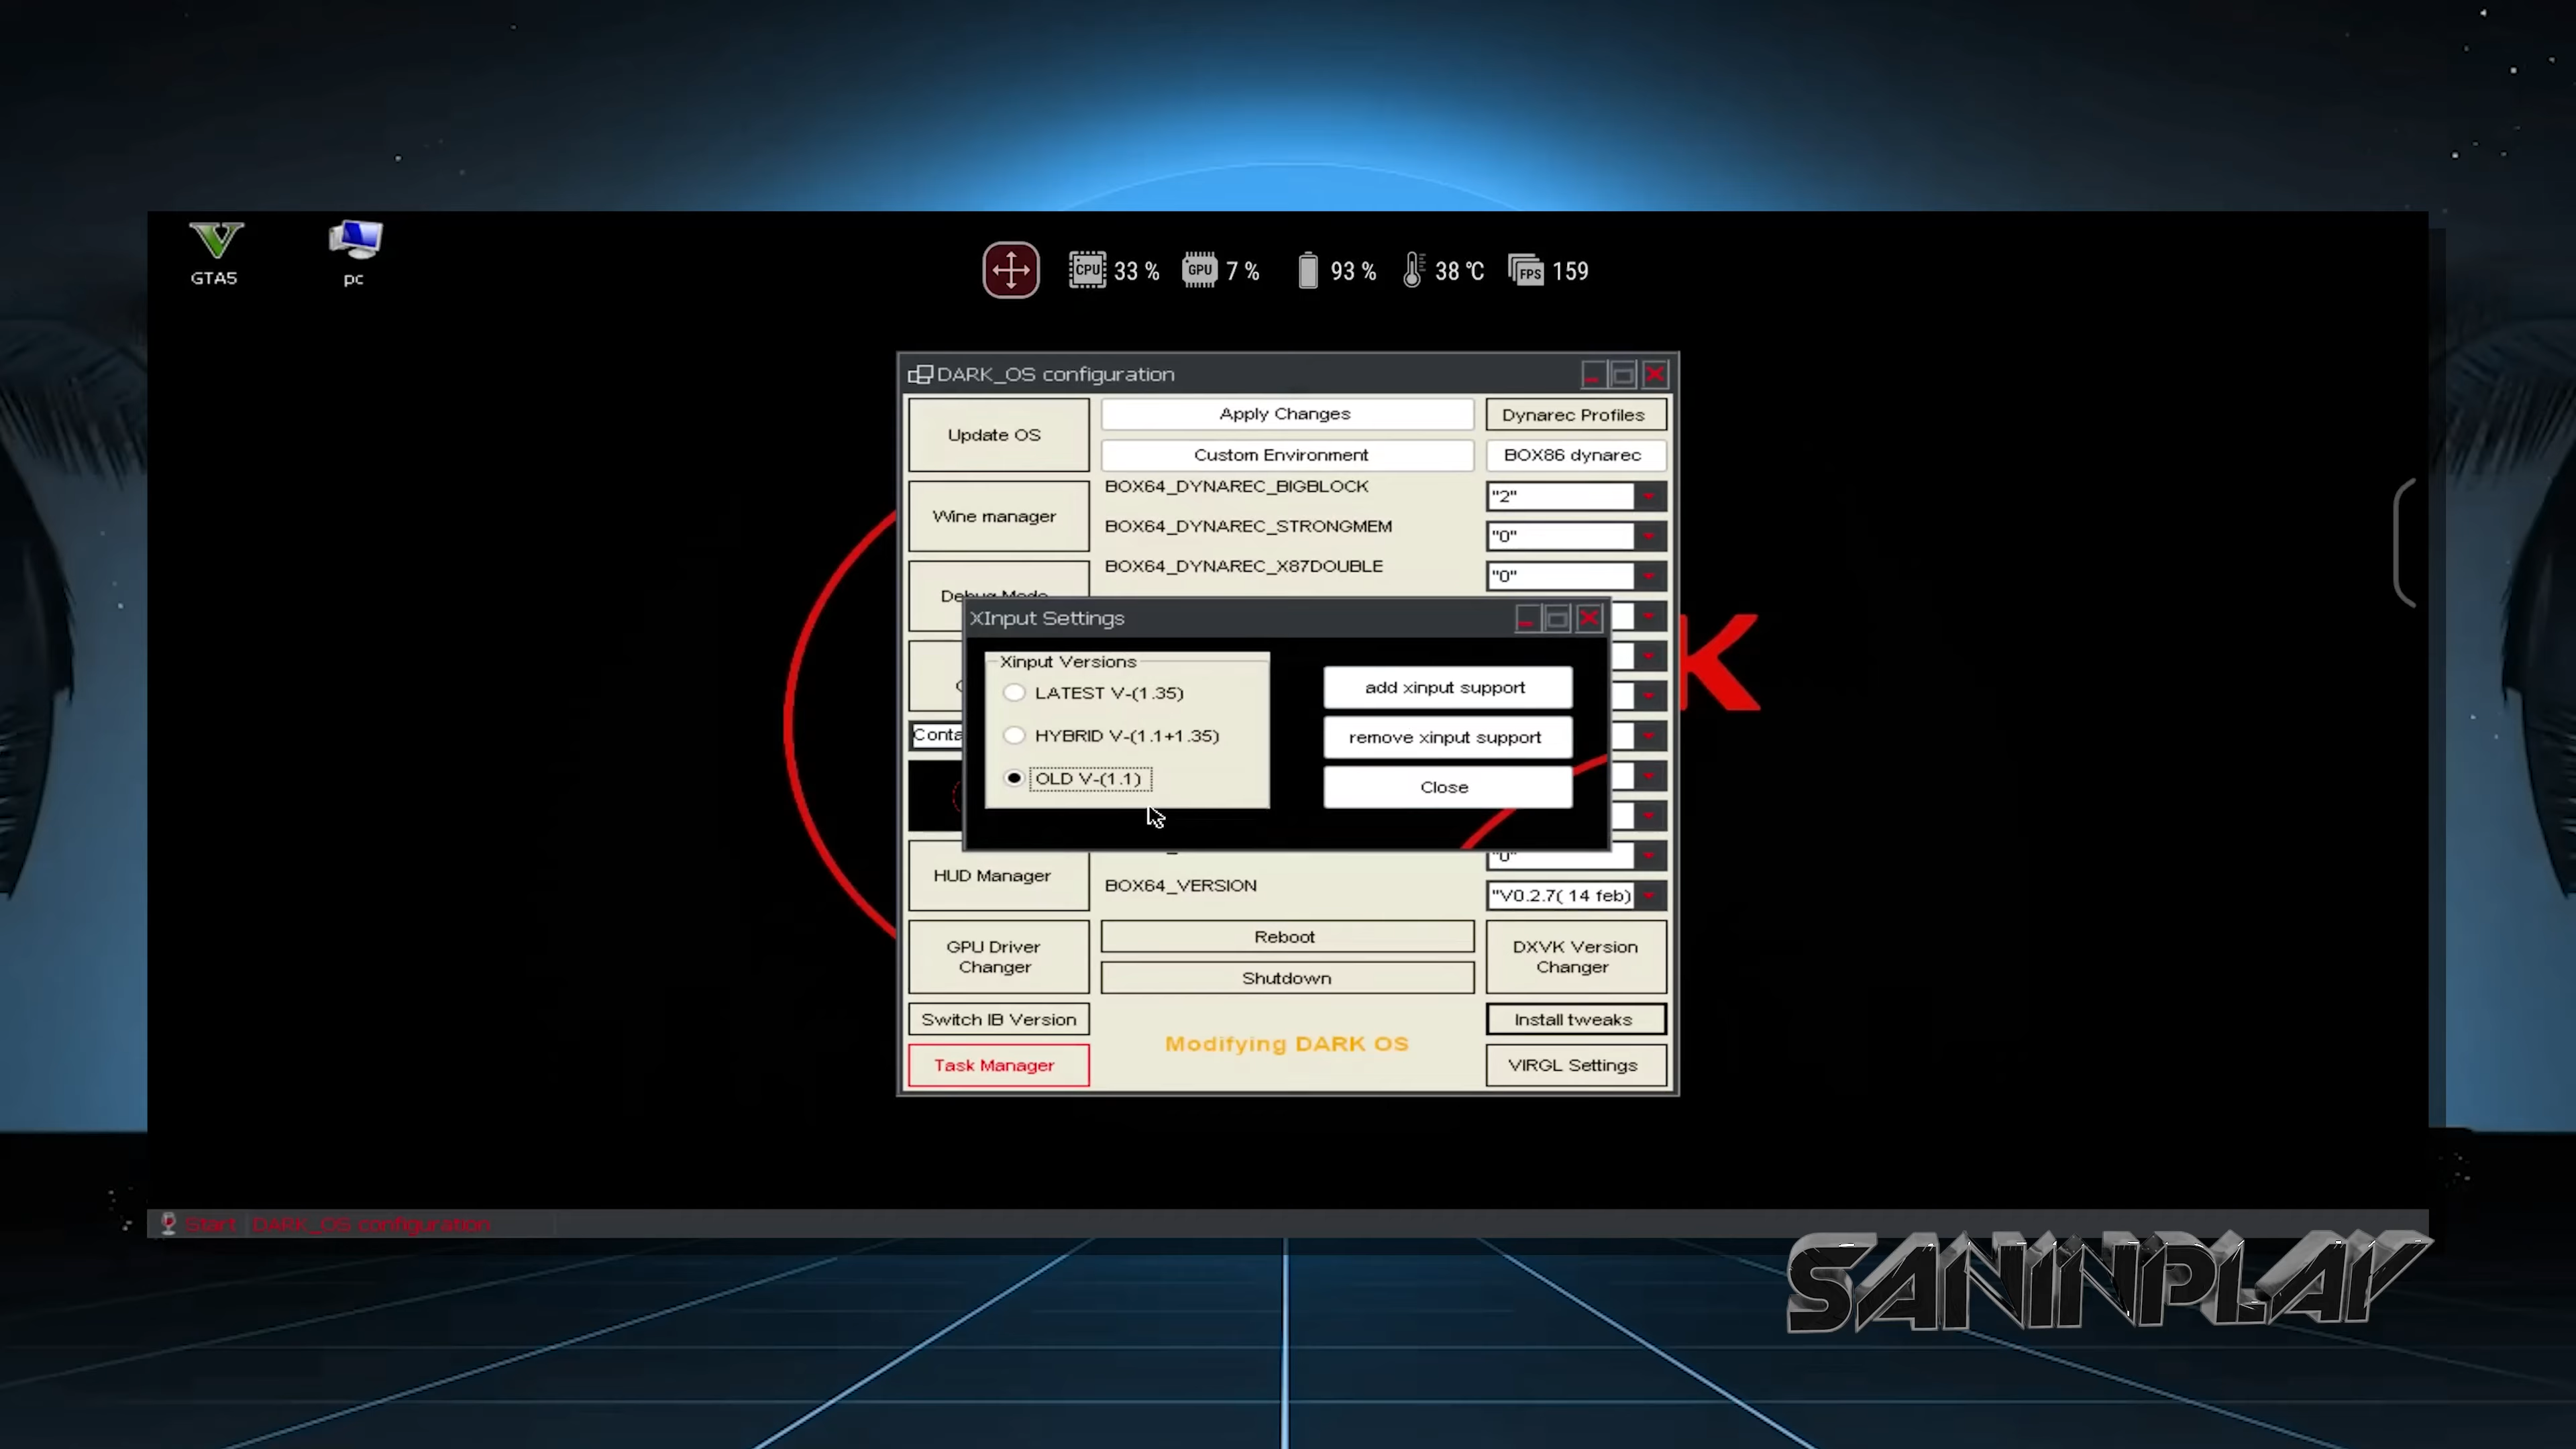 GTA5
pc
CPU 33 % GPU 7 % 93 % 38 °C FPS 159
DARK_OS configuration
Update OS
Apply Changes
Dynarec Profiles
Custom Environment
BOX86 dynarec
Wine manager
BOX64_DYNAREC_BIGBLOCK
"2"
BOX64_DYNAREC_STRONGMEM
"0"
BOX64_DYNAREC_X87DOUBLE
"0"
Debug Mode
XInput Settings
Xinput Versions
LATEST V-(1.35)
HYBRID V-(1.1+1.35)
OLD V-(1.1)
add xinput support
remove xinput support
Close
Conta
K
"0"
HUD Manager
BOX64_VERSION
"V0.2.7( 14 feb)
GPU Driver
Changer
Reboot
Shutdown
DXVK Version
Changer
Switch IB Version
Install tweaks
Modifying DARK OS
Task Manager
VIRGL Settings
Start
DARK_OS configuration
SANINPLAY